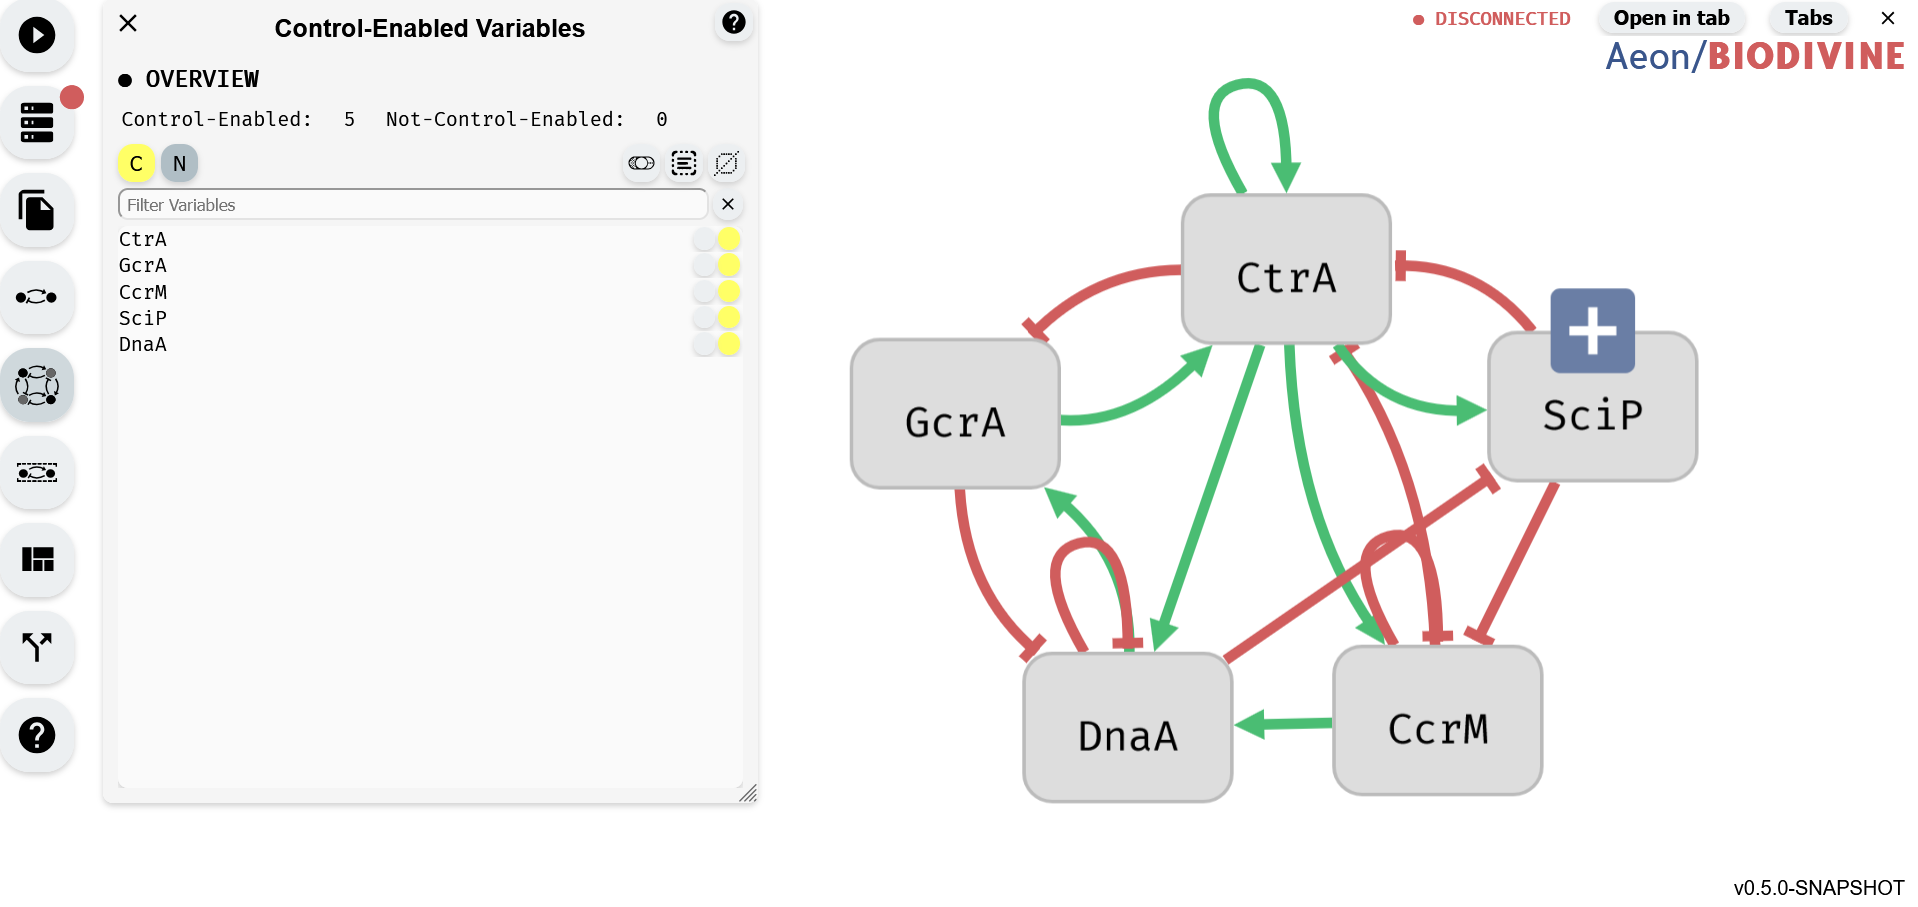 Control-Enabled Variables
OVERVIEW
Control-Enabled: 5 Not-Control-Enabled: 0
C N
Filter Variables
CtrA
GcrA
CcrM
SciP
DnaA
DISCONNECTED Open in tab Tabs
Aeon/BIODIVINE
CtrA
GcrA
SciP
DnaA
CcrM
v0.5.0-SNAPSHOT